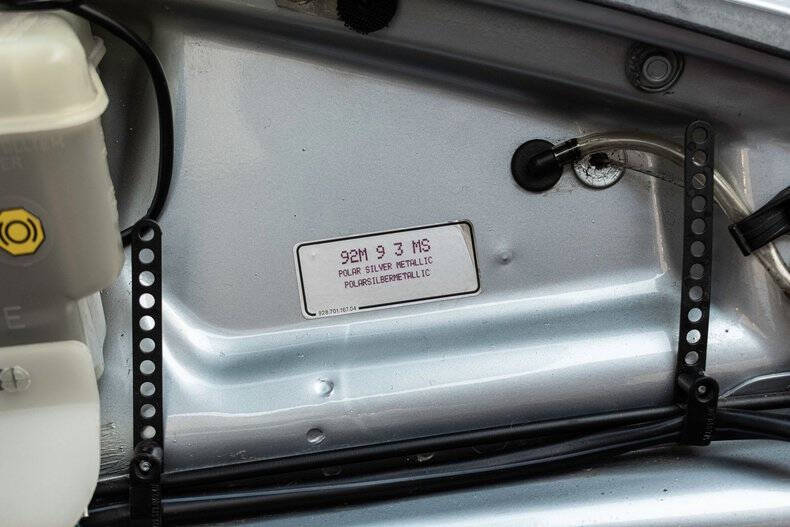 92M 9 3 MS
POLAR SILVER METALLIC
POLARSILBERMETALLIC
928.701.167.04
E